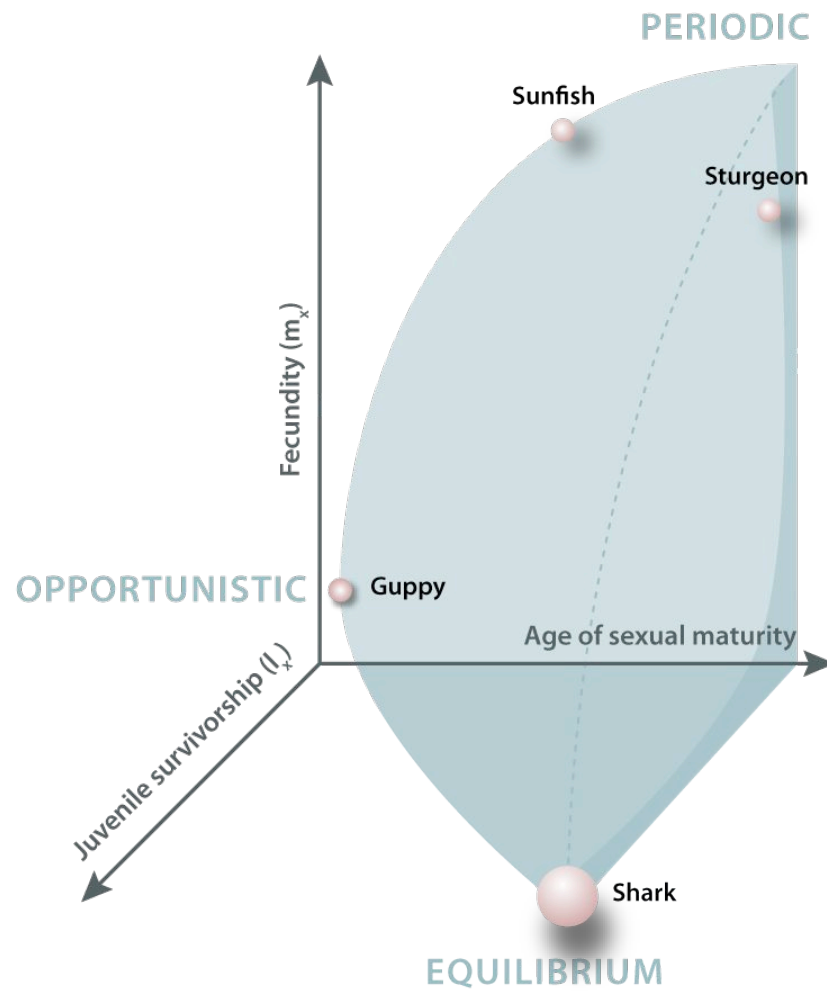 PERIODIC
Sunfish
Sturgeon
Fecundity (mx)
OPPORTUNISTIC
Guppy
Age of sexual maturity
Juvenile survivorship (lx)
Shark
EQUILIBRIUM